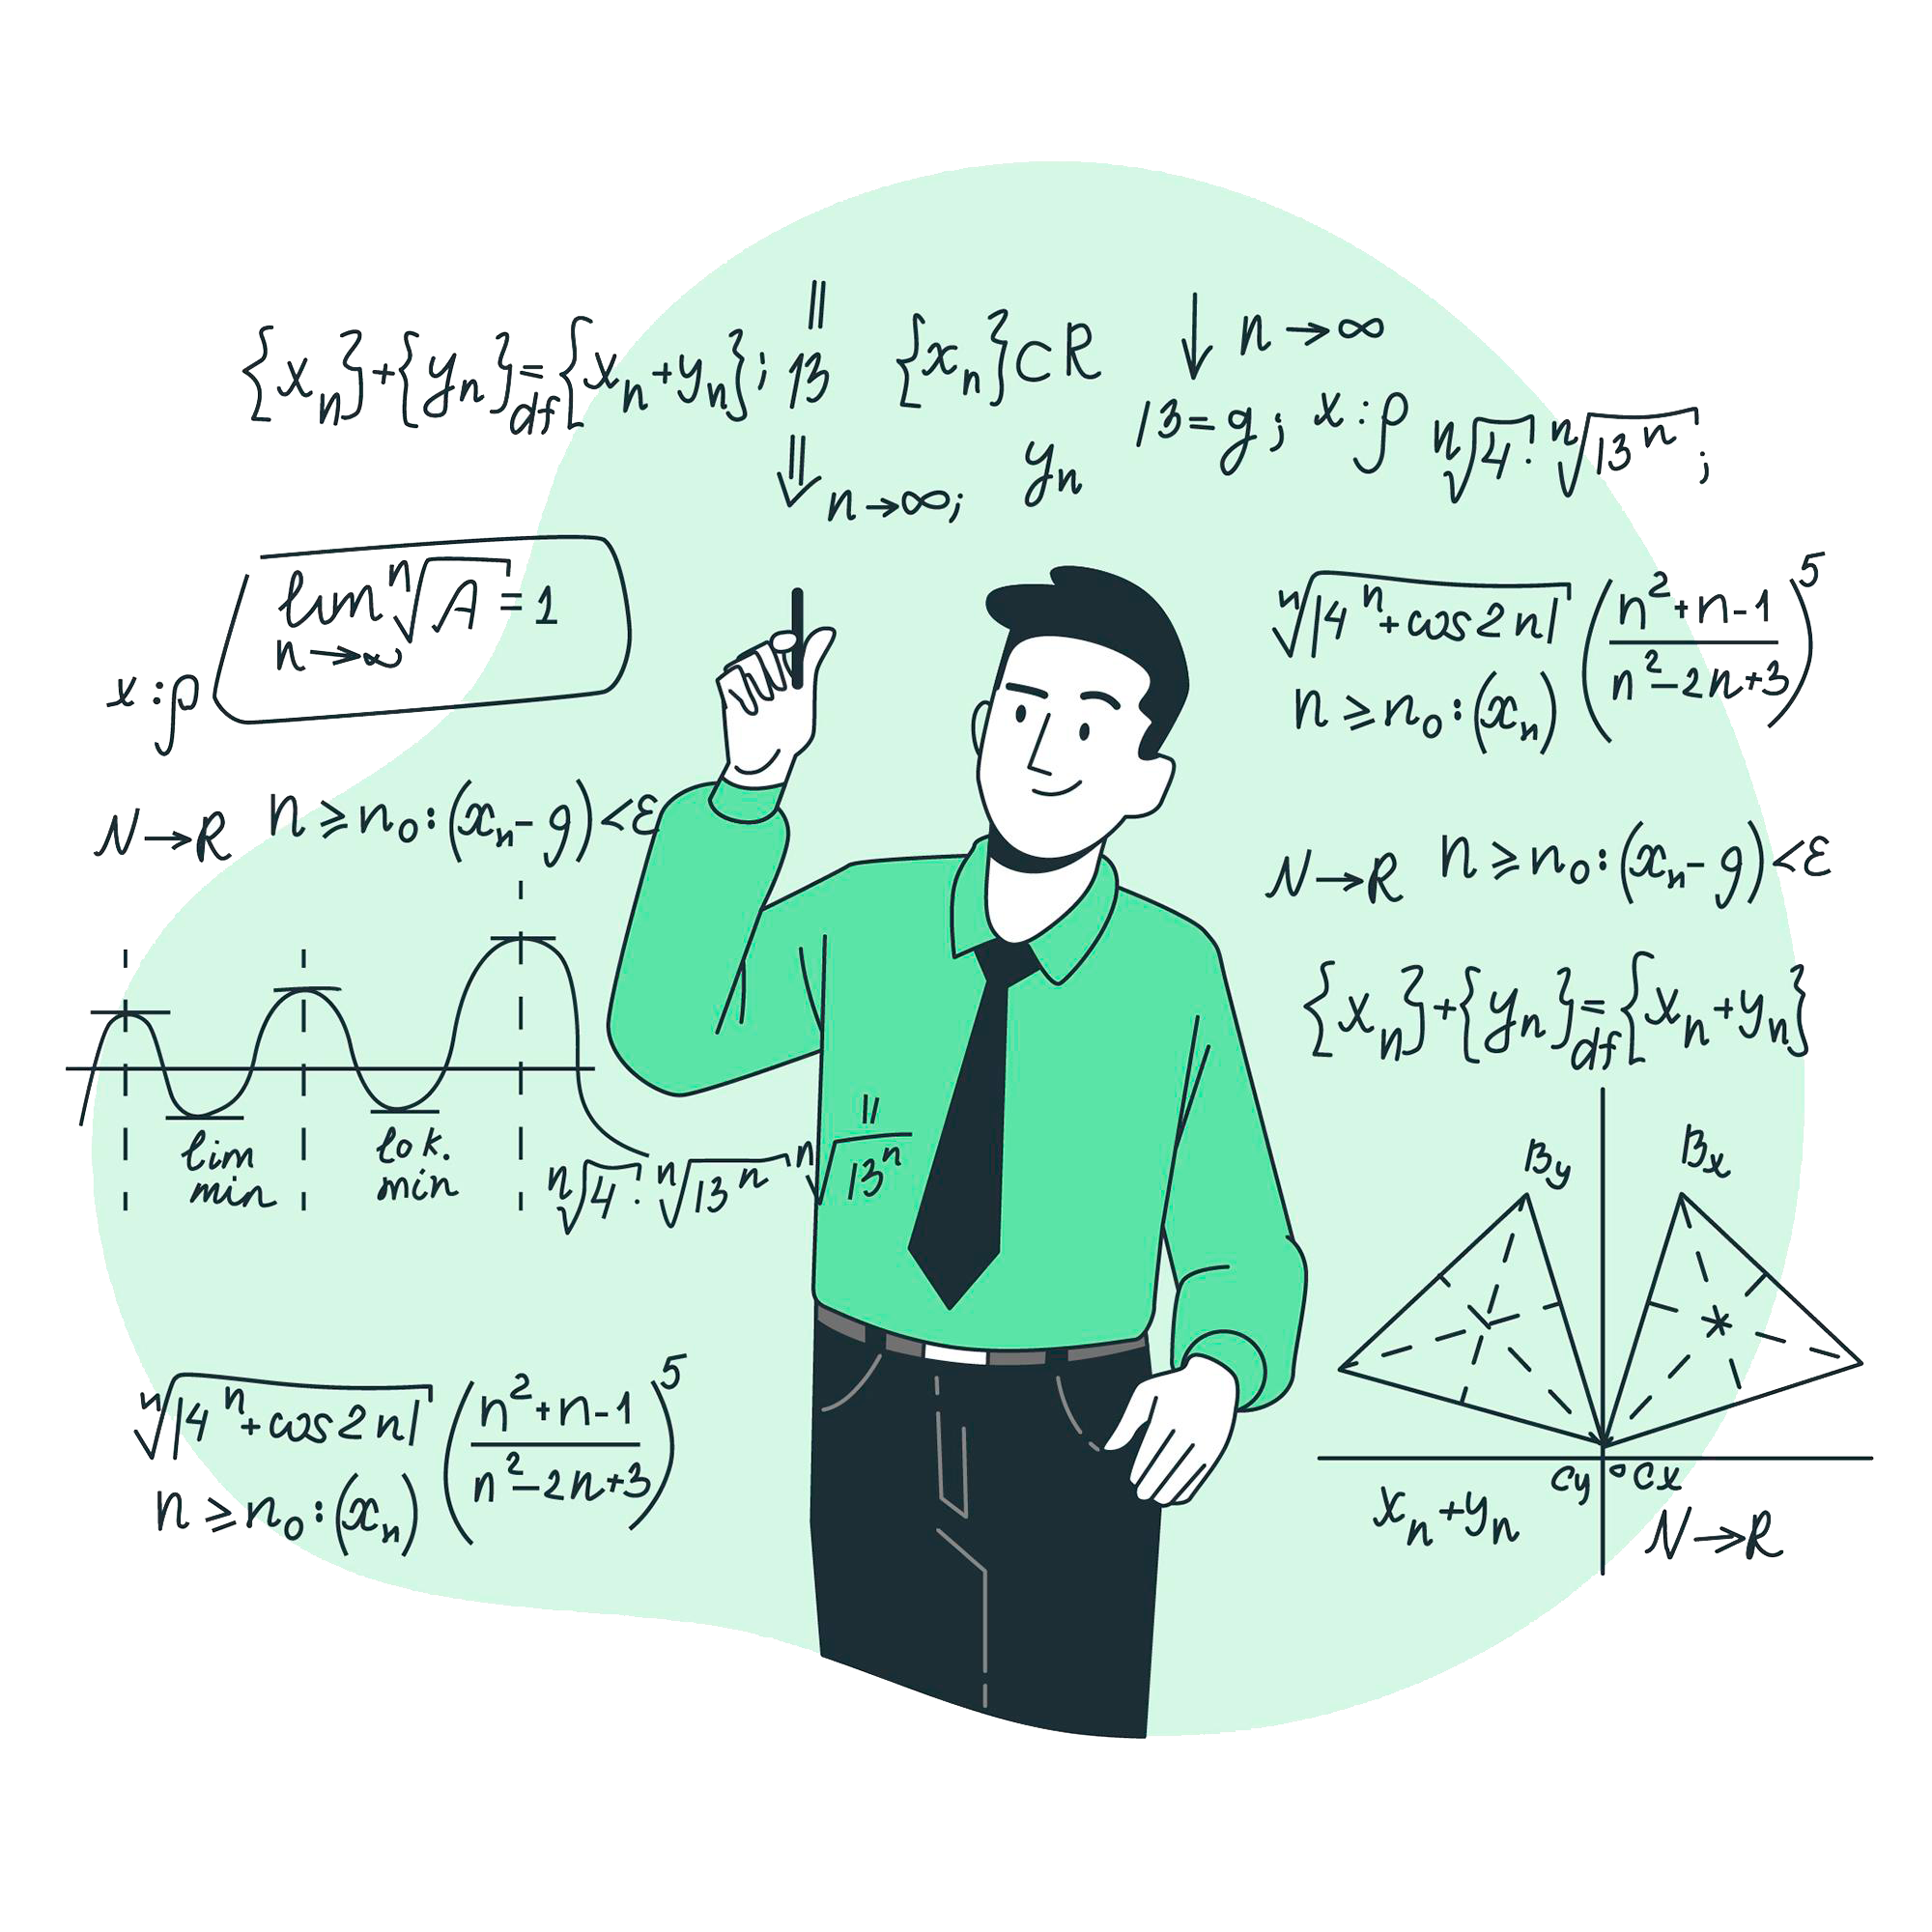 {xn}+{yn}=df{xn+yn}; 13 {xn}CR ↓ n→∞
|| ⇓ n→∞; yn
13=g; x:ρ ⁿ√4! ⁿ√13ⁿ;
lim ⁿ√A = 1
n→∞
x:ρ
N→R n≥n₀:(xn-g)<ε
lim min
lok. min
ⁿ√4! ⁿ√13ⁿ ⁿ√13ⁿ
||
ⁿ√|4ⁿ+cos2n| ((n²+n-1)/(n²-2n+3))⁵
n≥n₀:(xn)
ⁿ√|4ⁿ+cos2n| ((n²+n-1)/(n²-2n+3))⁵
n≥n₀:(xn)
N→R n≥n₀:(xn-g)<ε
{xn}+{yn}=df{xn+yn}
By Bx
Cy Cx
xn+yn N→R